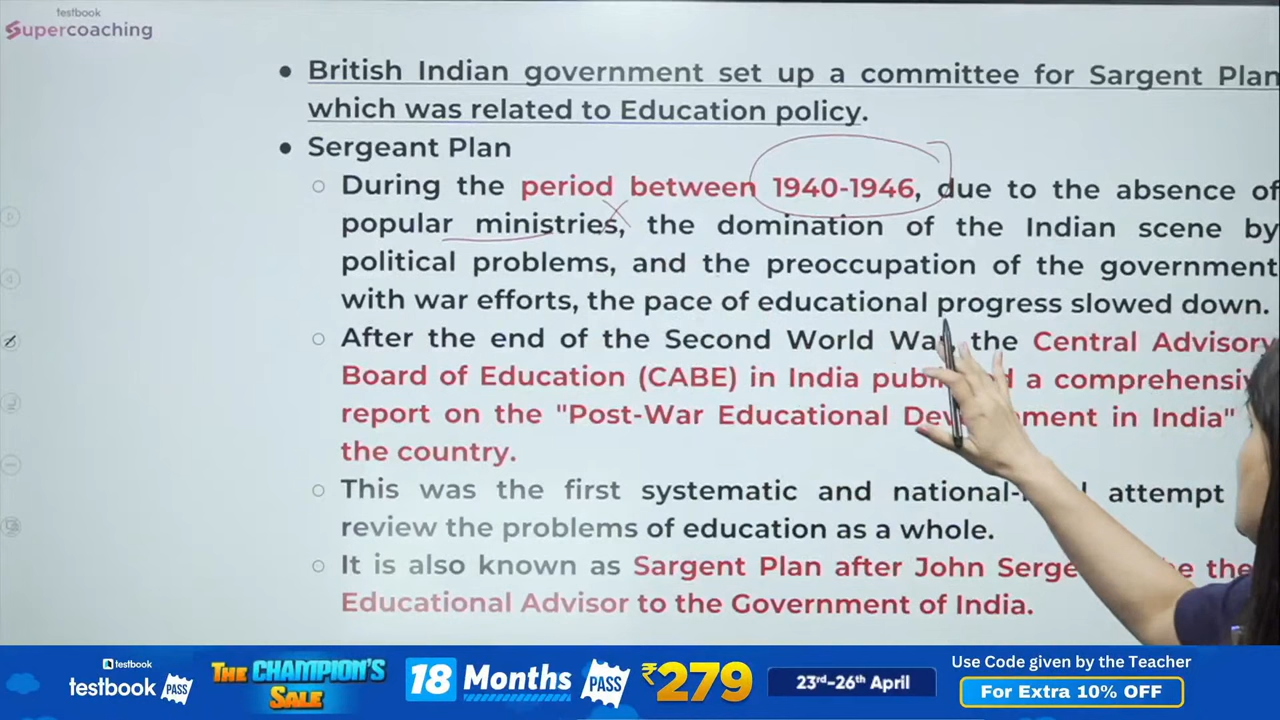 testbook
Supercoaching
British Indian government set up a committee for Sargent Plan
which was related to Education policy.
Sergeant Plan
During the period between 1940-1946, due to the absence of
popular ministries, the domination of the Indian scene by
political problems, and the preoccupation of the government
with war efforts, the pace of educational progress slowed down.
After the end of the Second World War, the Central Advisory
Board of Education (CABE) in India a comprehensiv
report on the "Post-War Educational in India"
the country.
This was the first systematic and attempt
review the problems of education as a whole.
It is also known as Sargent Plan after John the
Educational Advisor to the Government of India.
testbook
testbook PASS
THE CHAMPION'S
SALE
18 Months PASS ₹279
23rd-26th April
Use Code given by the Teacher
For Extra 10% OFF